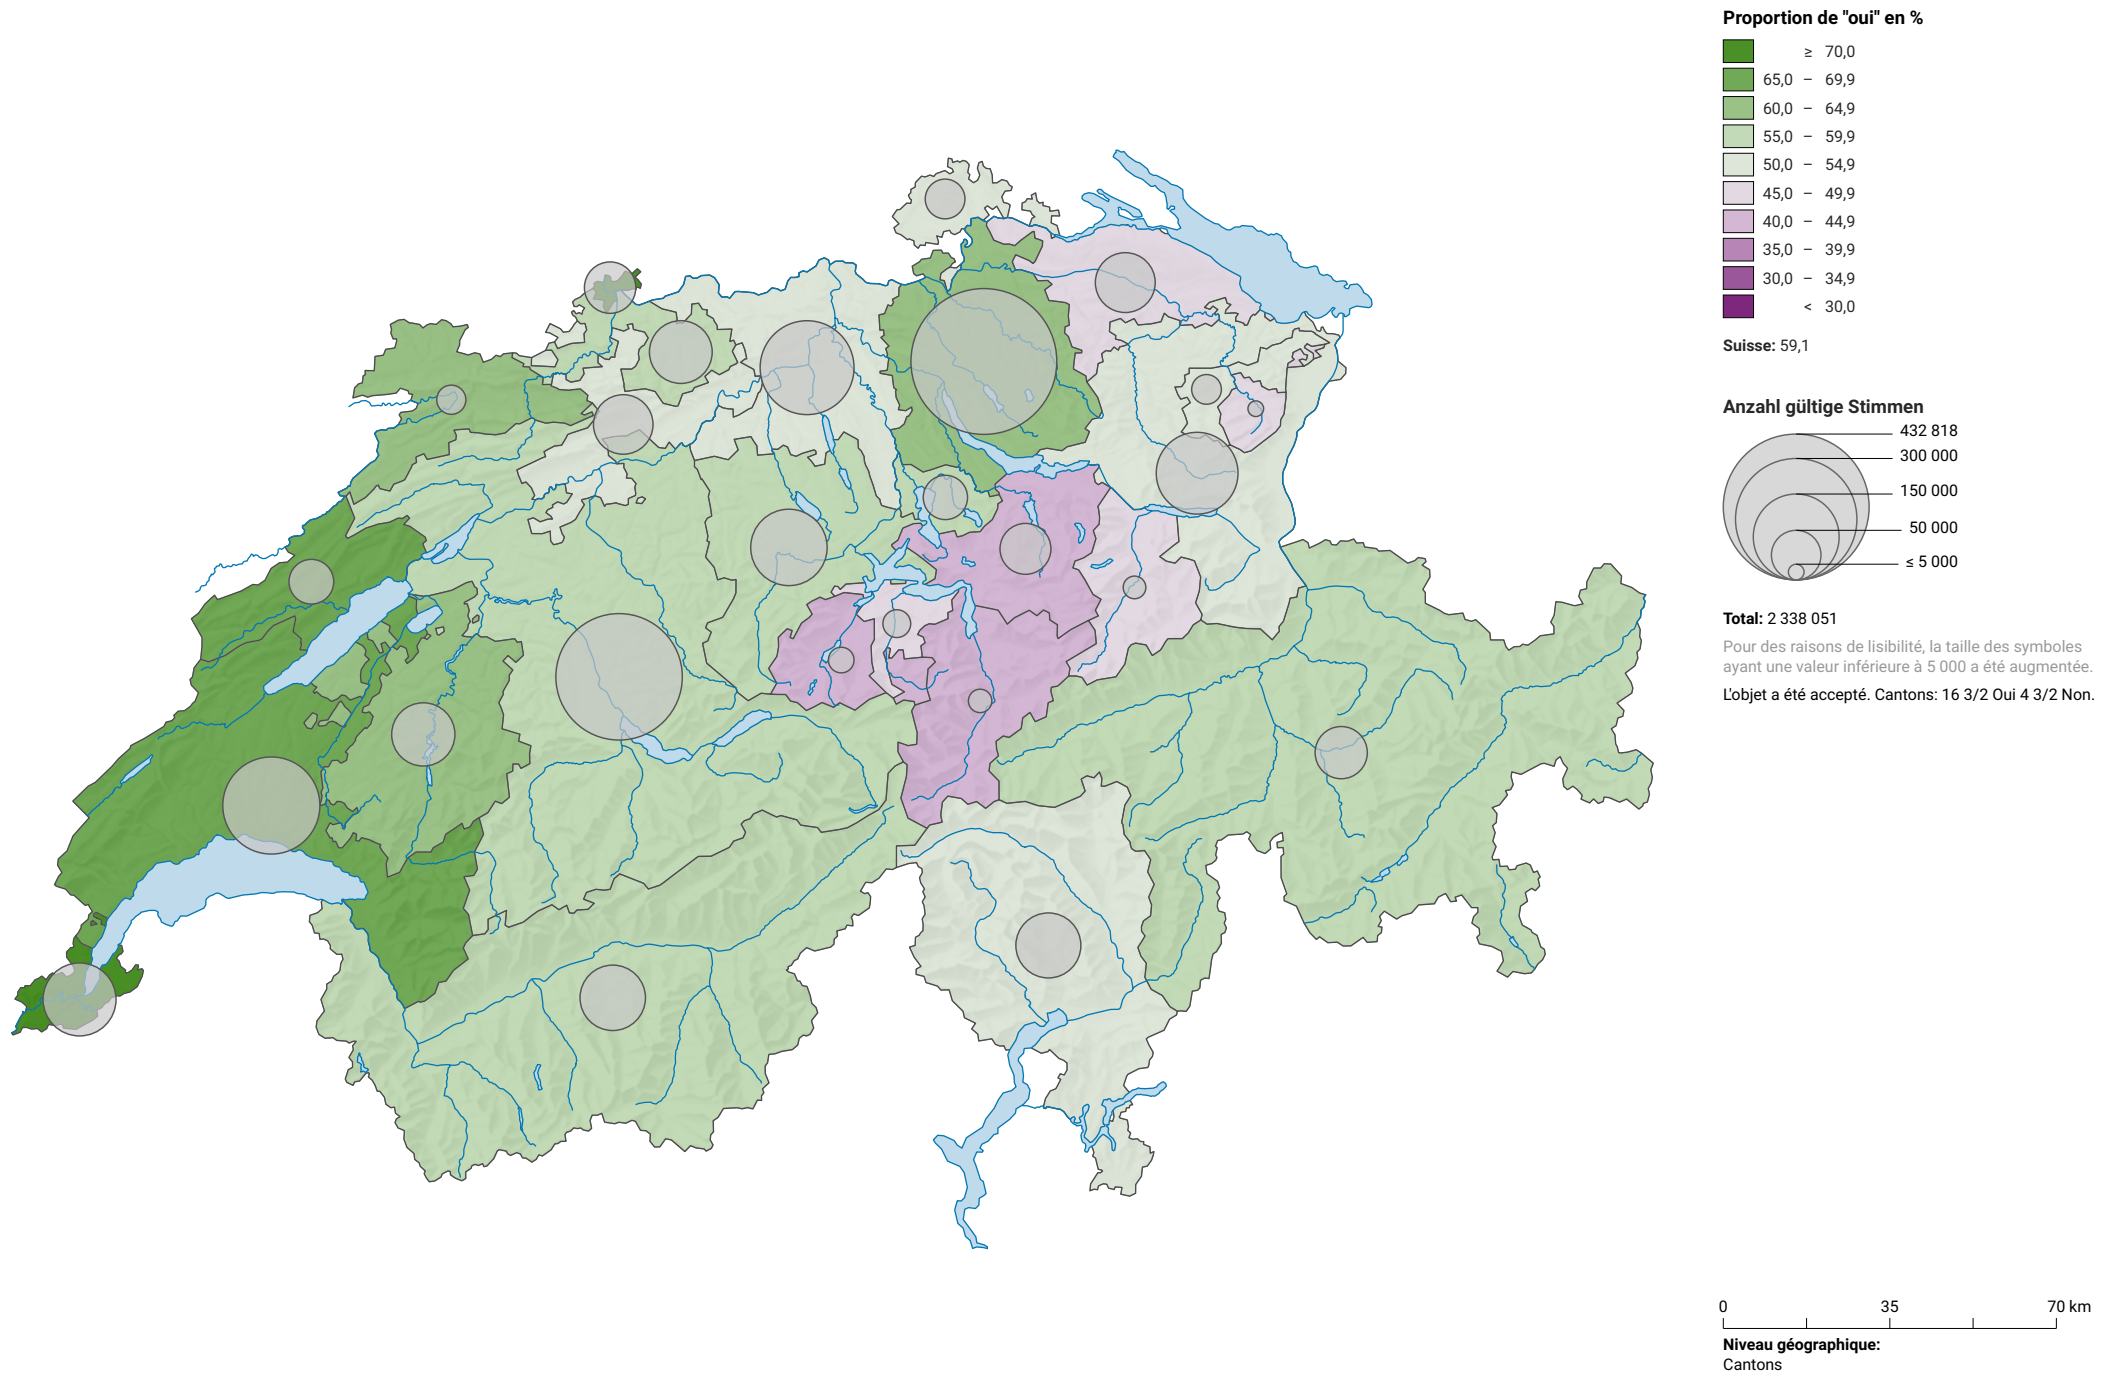 Proportion de "oui" en %
≥ 70,0
65,0 – 69,9
60,0 – 64,9
55,0 – 59,9
50,0 – 54,9
45,0 – 49,9
40,0 – 44,9
35,0 – 39,9
30,0 – 34,9
< 30,0
Suisse: 59,1
Anzahl gültige Stimmen
432 818
300 000
150 000
50 000
≤ 5 000
Total: 2 338 051
Pour des raisons de lisibilité, la taille des symboles
ayant une valeur inférieure à 5 000 a été augmentée.
L'objet a été accepté. Cantons: 16 3/2 Oui 4 3/2 Non.
0 35 70 km
Niveau géographique:
Cantons